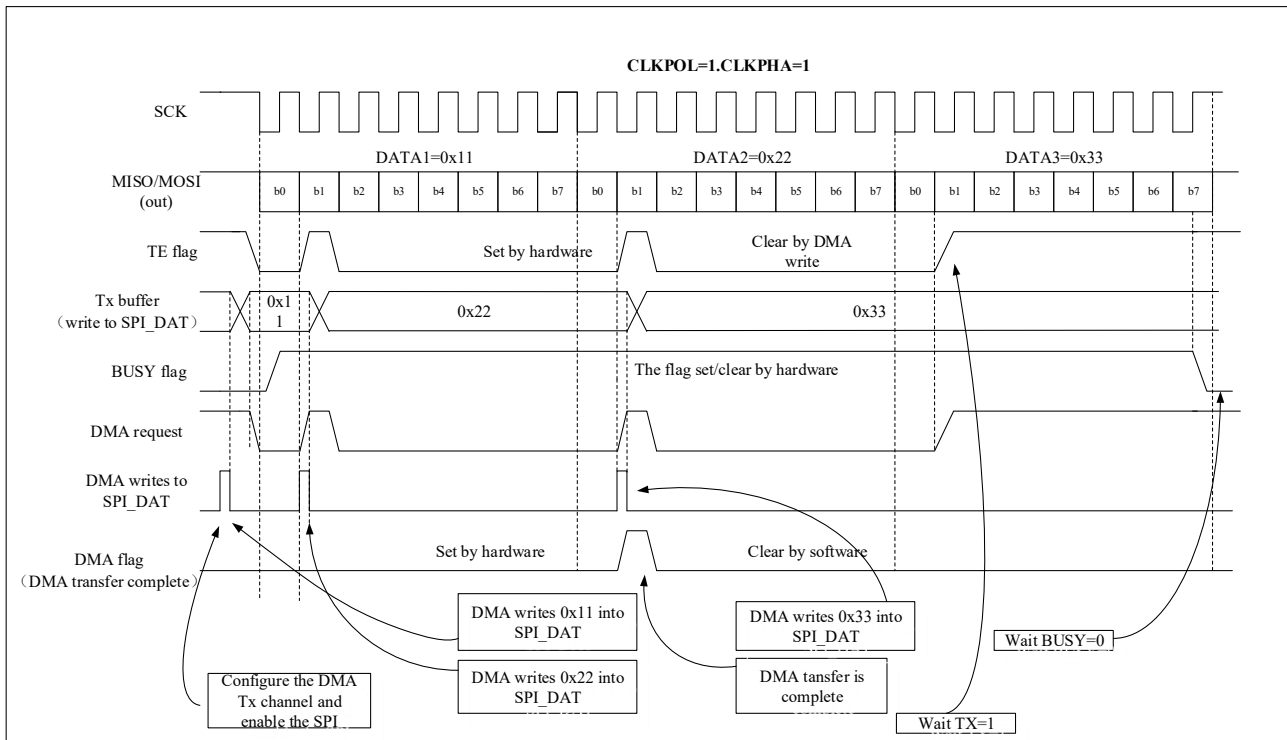 CLKPOL=1.CLKPHA=1
SCK
DATA1=0x11
DATA2=0x22
DATA3=0x33
MISO/MOSI
(out)
b0 b1 b2 b3 b4 b5 b6 b7 b0 b1 b2 b3 b4 b5 b6 b7 b0 b1 b2 b3 b4 b5 b6 b7
TE flag
Set by hardware
Clear by DMA
write
Tx buffer
（write to SPI_DAT）
0x1
1
0x22
0x33
BUSY flag
The flag set/clear by hardware
DMA request
DMA writes to
SPI_DAT
DMA flag
（DMA transfer complete）
Set by hardware
Clear by software
DMA writes 0x11 into
SPI_DAT
DMA writes 0x33 into
SPI_DAT
Wait BUSY=0
Configure the DMA
Tx channel and
enable the SPI
DMA writes 0x22 into
SPI_DAT
DMA tansfer is
complete
Wait TX=1